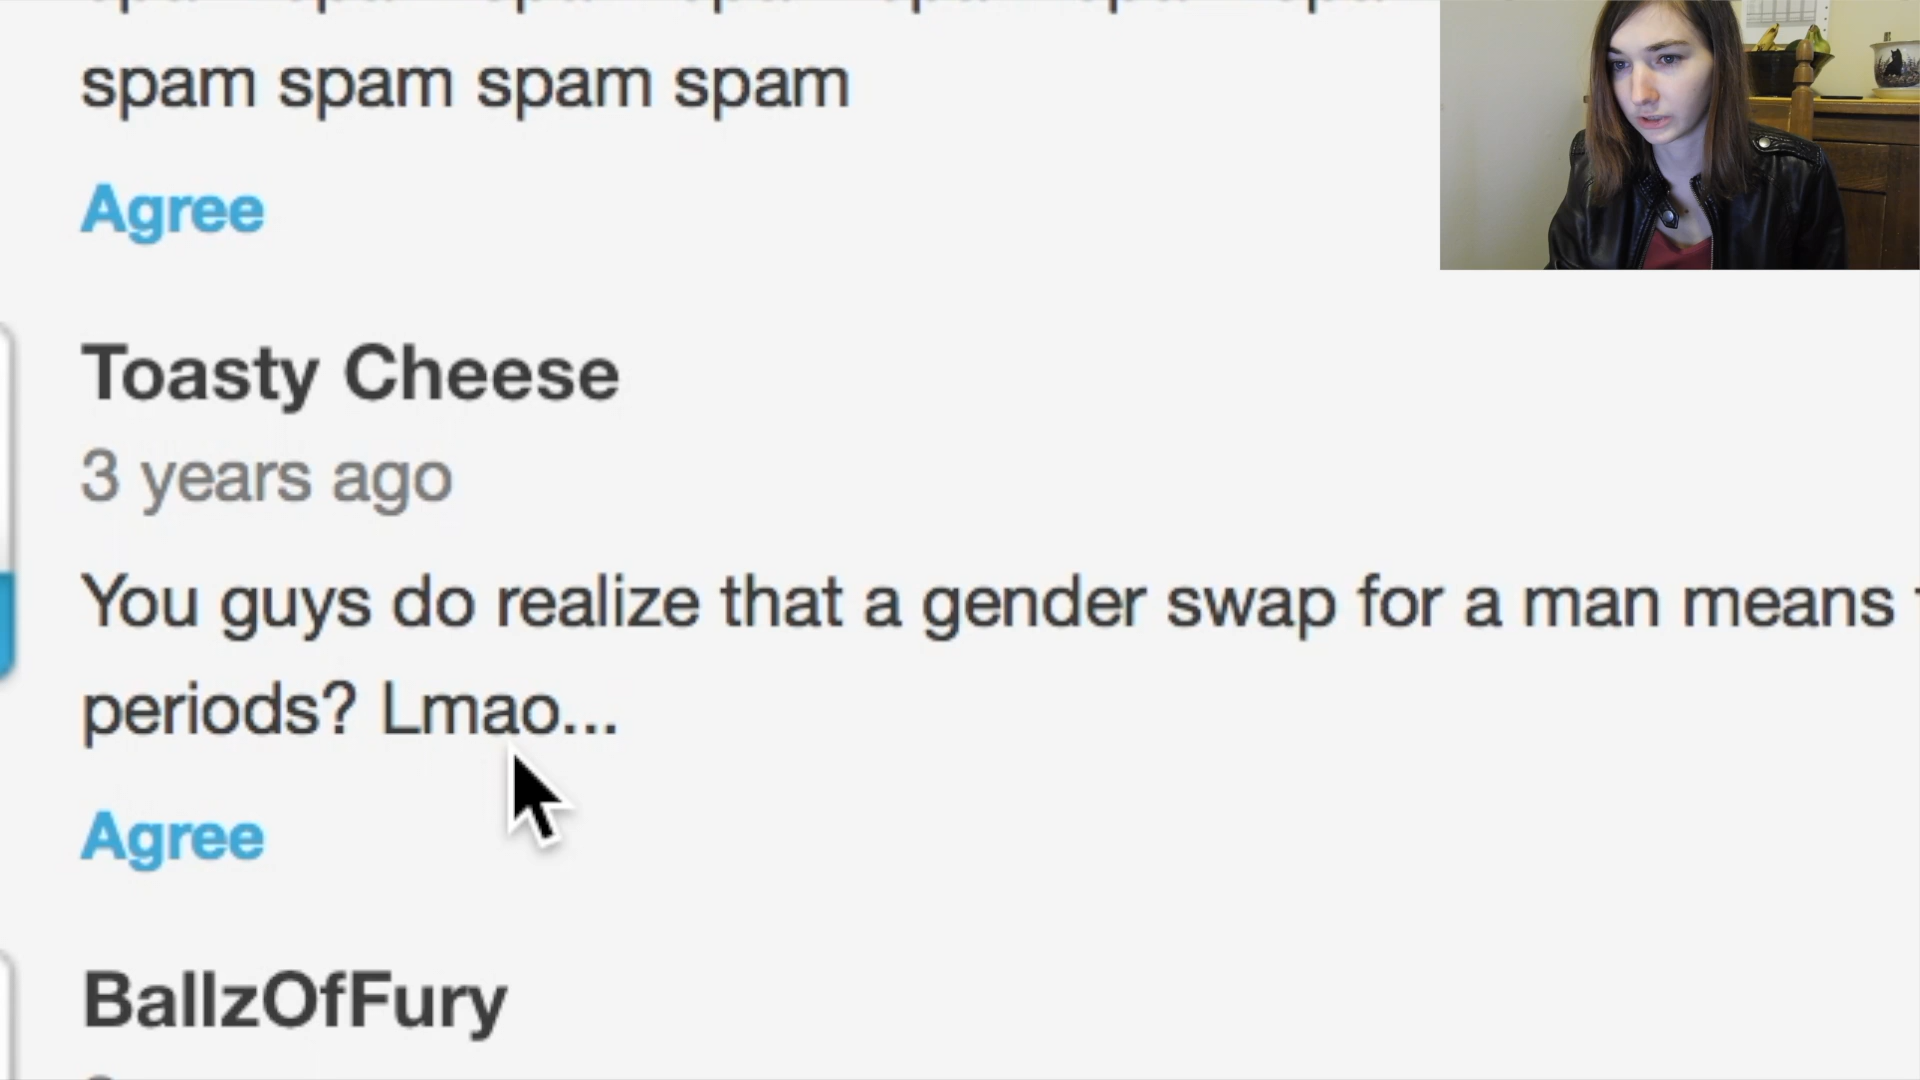 spam spam spam spam
Agree
Toasty Cheese
3 years ago
You guys do realize that a gender swap for a man means
periods? Lmao...
Agree
BallzOfFury